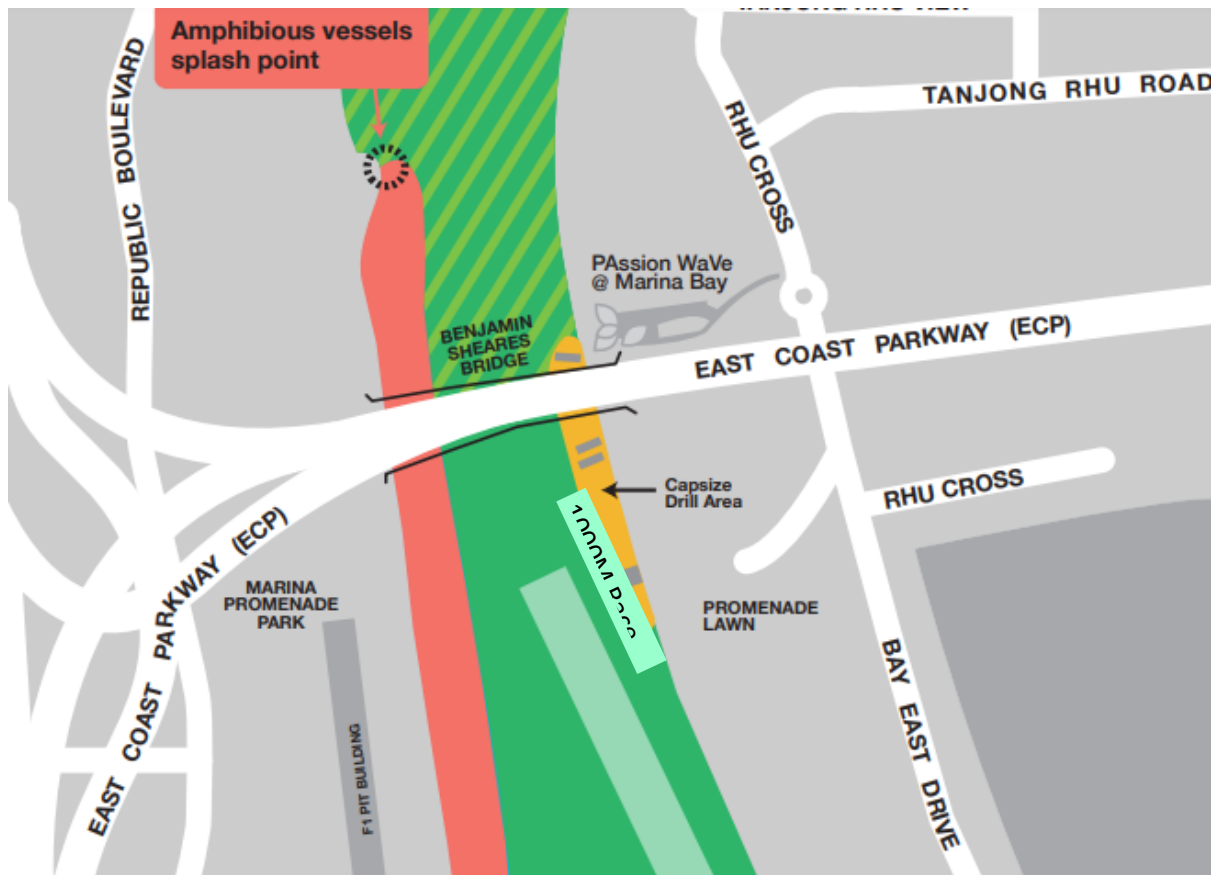 Amphibious vessels
splash point
REPUBLIC BOULEVARD
TANJONG RHU ROAD
RHU CROSS
PAssion WaVe
@ Marina Bay
BENJAMIN
SHEARES
BRIDGE
EAST COAST PARKWAY (ECP)
Capsize
Drill Area
RHU CROSS
EAST COAST PARKWAY (ECP)
1000M
MARINA
PROMENADE
PARK
PROMENADE
LAWN
F1 PIT BUILDING
BAY EAST DRIVE